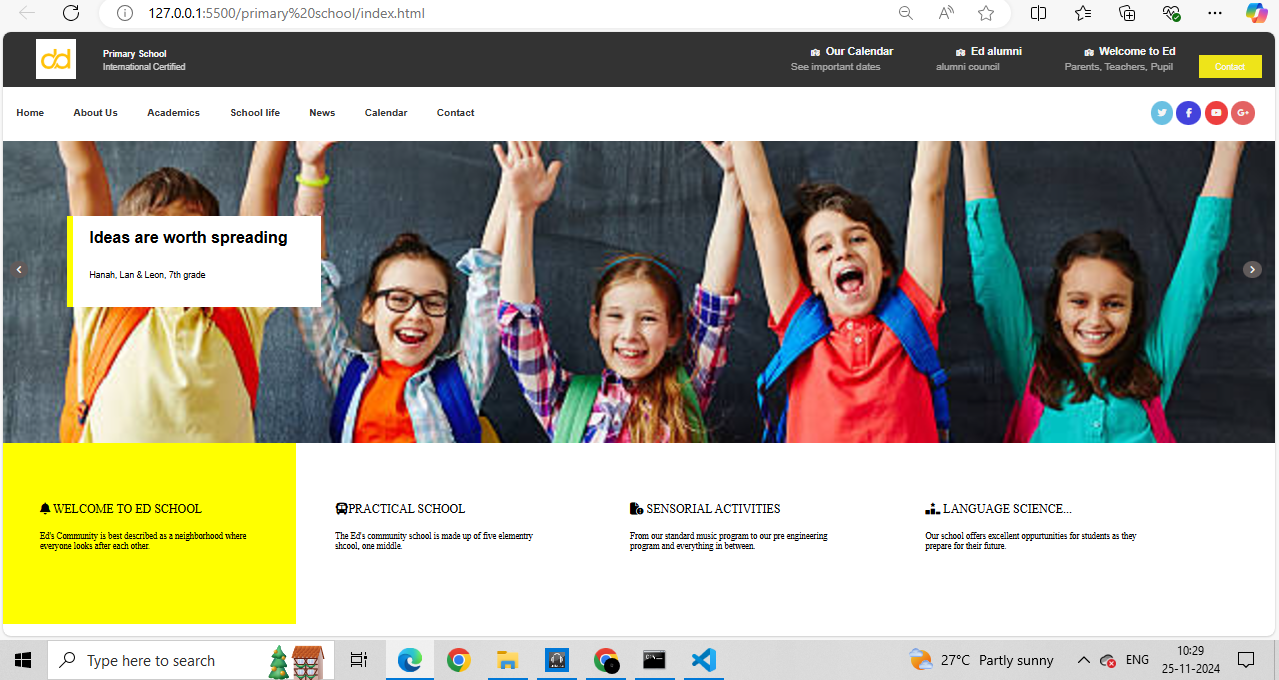 127.0.0.1:5500/primary%20school/index.html
dd
Primary School
International Certified
Our Calendar
See important dates
Ed alumni
alumni council
Welcome to Ed
Parents, Teachers, Pupil
Contact
Home About Us Academics School life News Calendar Contact
Ideas are worth spreading
Hanah, Lan & Leon, 7th grade
WELCOME TO ED SCHOOL
Ed's Community is best described as a neighborhood where
everyone looks after each other.
PRACTICAL SCHOOL
The Ed's community school is made up of five elementry
shcool, one middle.
SENSORIAL ACTIVITIES
From our standard music program to our pre engineering
program and everything in between.
LANGUAGE SCIENCE...
Our school offers excellent oppurtunities for students as they
prepare for their future.
Type here to search
27°C Partly sunny
ENG
10:29
25-11-2024